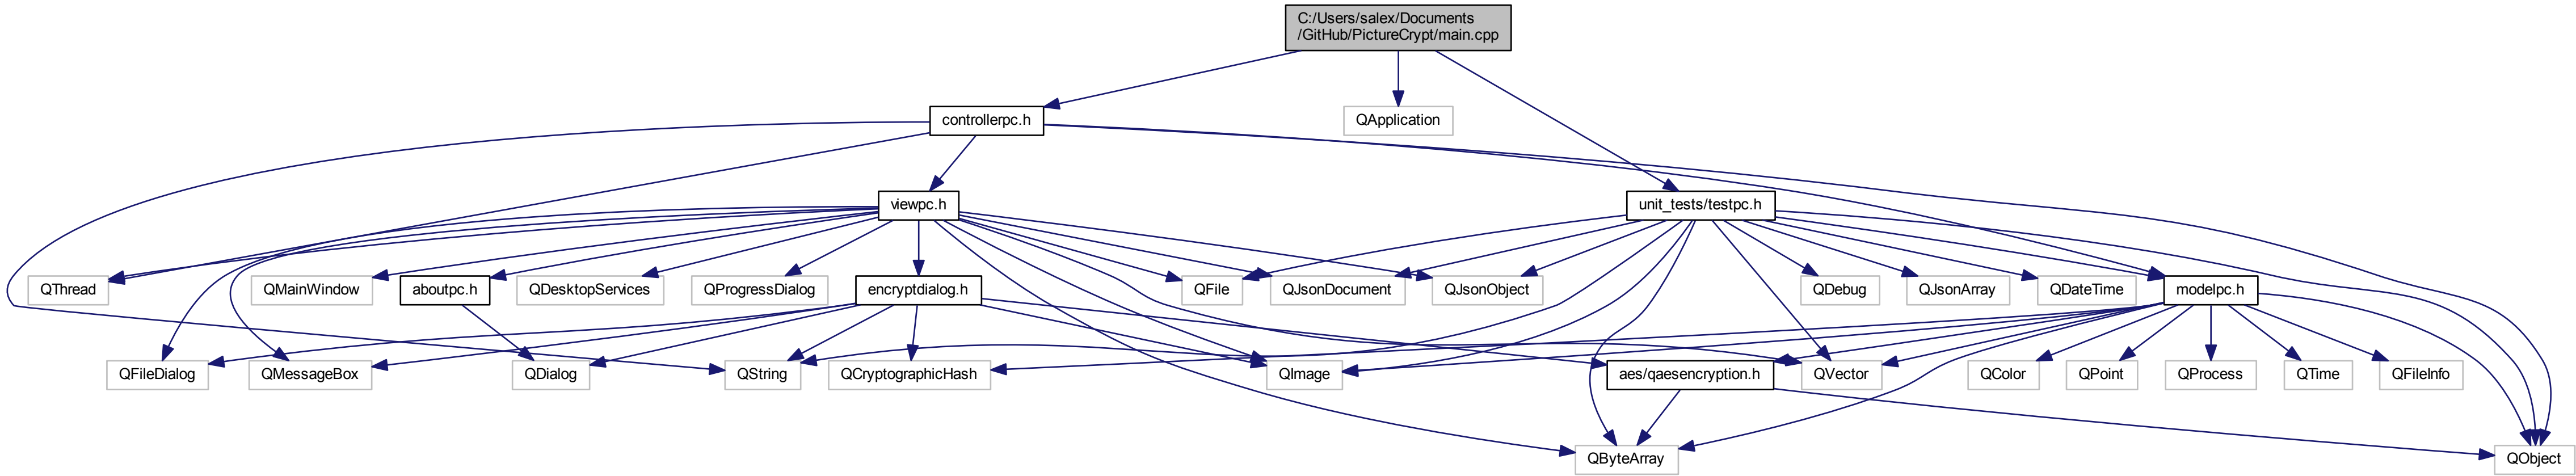 C:/Users/salex/Documents
/GitHub/PictureCrypt/main.cpp
controllerpc.h
QApplication
viewpc.h
unit_tests/testpc.h
QThread
QMainWindow
aboutpc.h
QDesktopServices
QProgressDialog
encryptdialog.h
QFile
QJsonDocument
QJsonObject
QDebug
QJsonArray
QDateTime
modelpc.h
QFileDialog
QMessageBox
QDialog
QString
QCryptographicHash
QImage
aes/qaesencryption.h
QVector
QColor
QPoint
QProcess
QTime
QFileInfo
QByteArray
QObject